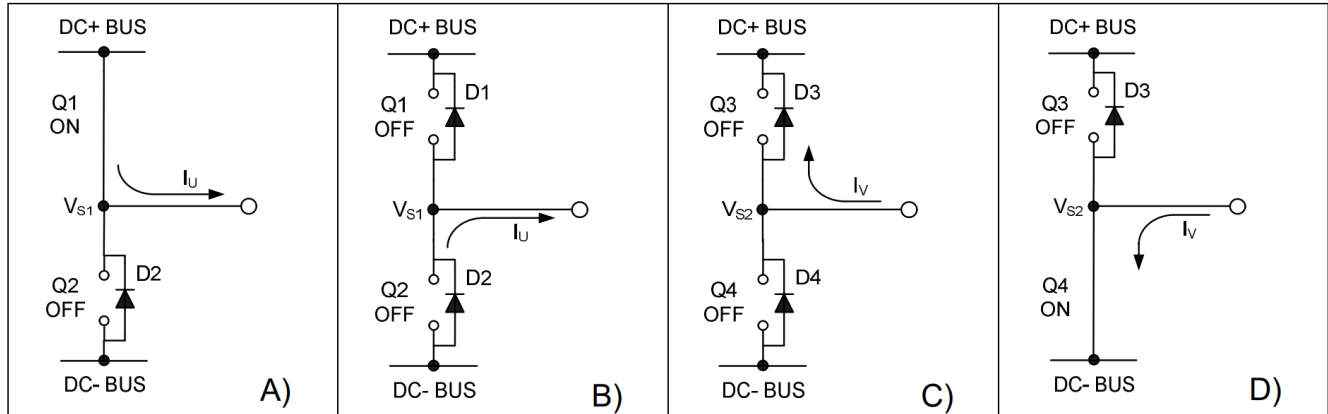 DC+ BUS
Q1
ON
I_U
V_S1
Q2
OFF
D2
DC- BUS
A)
DC+ BUS
Q1
OFF
D1
V_S1
I_U
Q2
OFF
D2
DC- BUS
B)
DC+ BUS
Q3
OFF
D3
I_V
V_S2
Q4
OFF
D4
DC- BUS
C)
DC+ BUS
Q3
OFF
D3
V_S2
I_V
Q4
ON
DC- BUS
D)